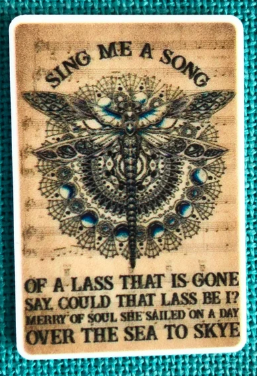 SING ME A SONG
OF A LASS THAT IS GONE
SAY, COULD THAT LASS BE I?
MERRY OF SOUL SHE SAILED ON A DAY
OVER THE SEA TO SKYE